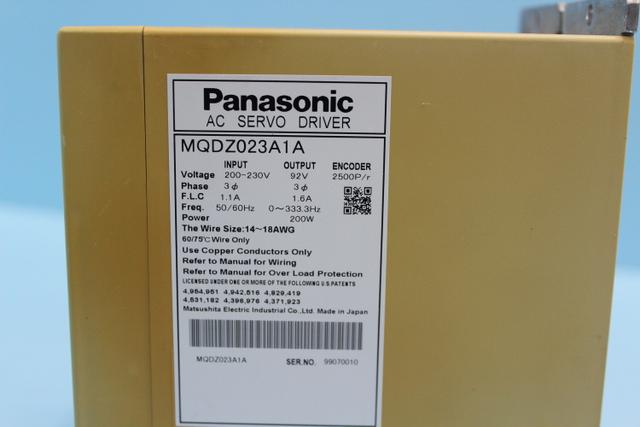 Panasonic
AC SERVO DRIVER
MQDZ023A1A
INPUT OUTPUT ENCODER
Voltage 200-230V 92V 2500P/r
Phase 3ϕ 3ϕ
F.L.C 1.1A 1.6A
Freq. 50/60Hz 0~333.3Hz
Power 200W
The Wire Size:14~18AWG
60/75℃ Wire Only
Use Copper Conductors Only
Refer to Manual for Wiring
Refer to Manual for Over Load Protection
LICENSED UNDER ONE OR MORE OF THE FOLLOWING U.S.PATENTS
4,954,951 4,942,516 4,829,419
4,631,182 4,398,976 4,371,923
Matsushita Electric Industrial Co.,Ltd. Made in Japan
MQDZ023A1A SER.NO. 99070010